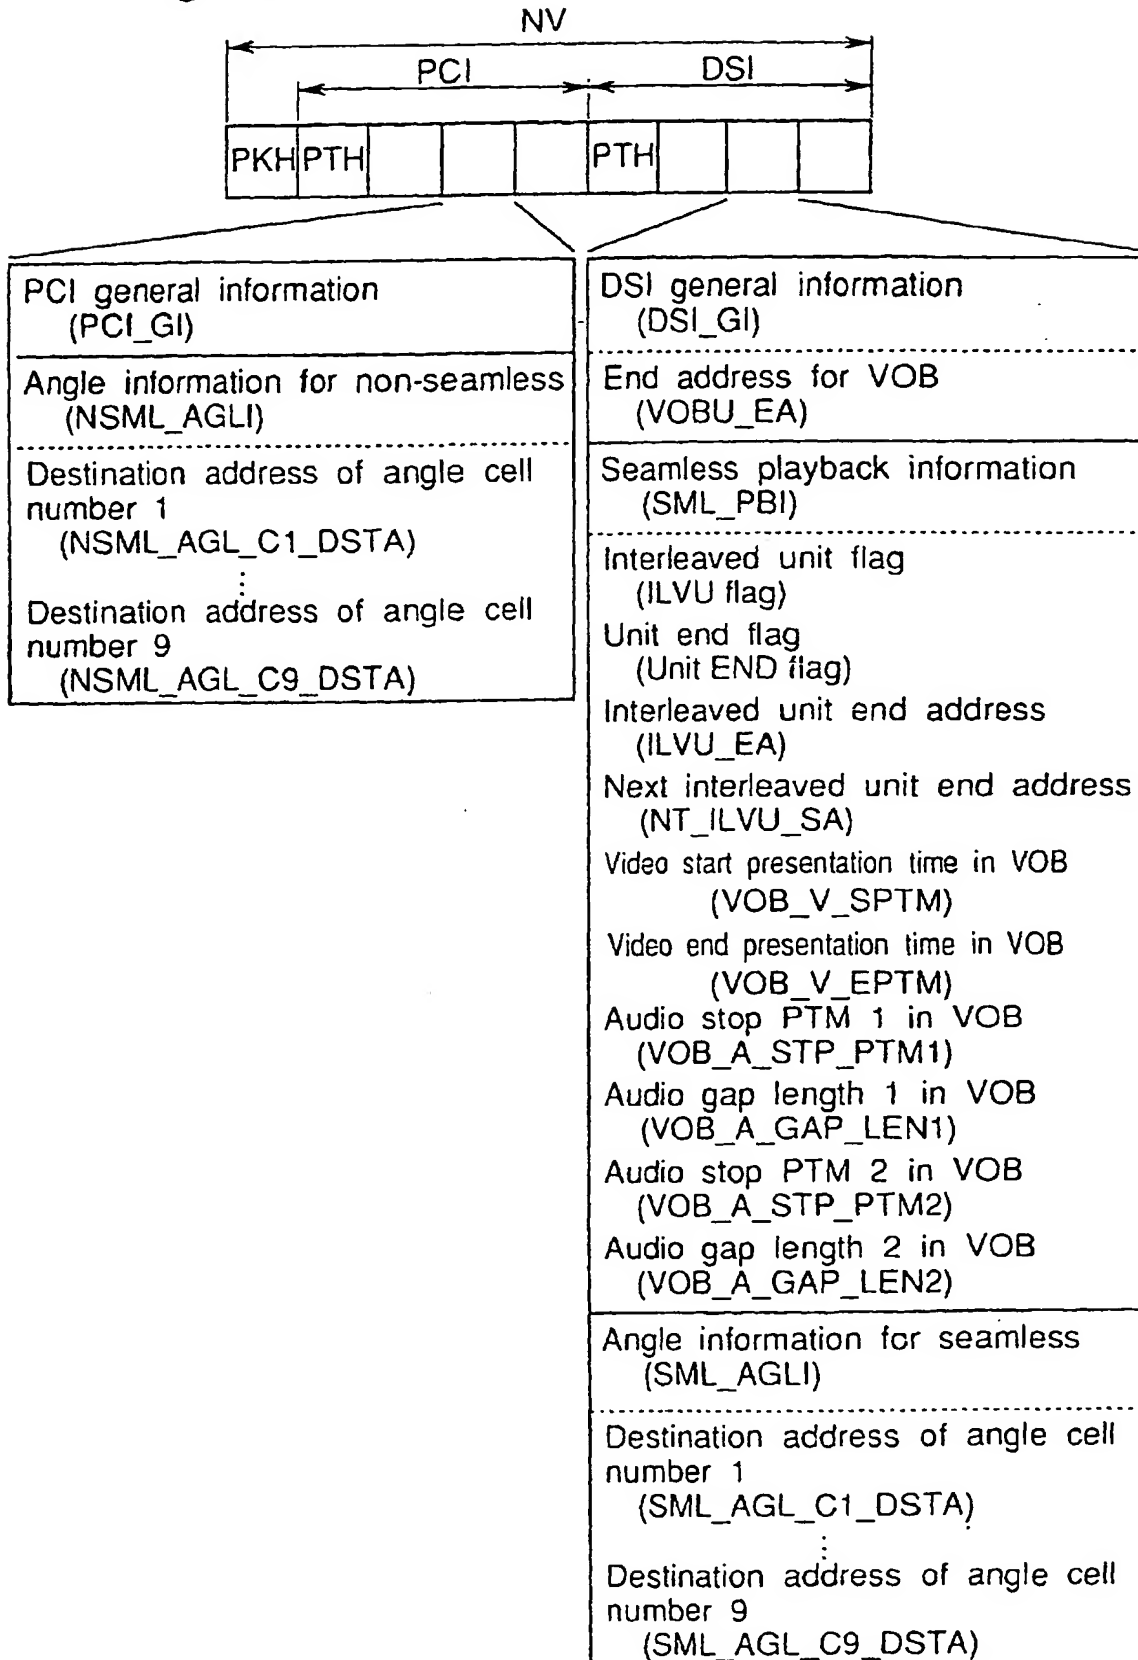 NV
PCI
DSI
PKH
PTH
PTH
PCI general information
(PCI_GI)
Angle information for non-seamless
(NSML_AGLI)
Destination address of angle cell
number 1
(NSML_AGL_C1_DSTA)
⋮
Destination address of angle cell
number 9
(NSML_AGL_C9_DSTA)
DSI general information
(DSI_GI)
End address for VOB
(VOBU_EA)
Seamless playback information
(SML_PBI)
Interleaved unit flag
(ILVU flag)
Unit end flag
(Unit END flag)
Interleaved unit end address
(ILVU_EA)
Next interleaved unit end address
(NT_ILVU_SA)
Video start presentation time in VOB
(VOB_V_SPTM)
Video end presentation time in VOB
(VOB_V_EPTM)
Audio stop PTM 1 in VOB
(VOB_A_STP_PTM1)
Audio gap length 1 in VOB
(VOB_A_GAP_LEN1)
Audio stop PTM 2 in VOB
(VOB_A_STP_PTM2)
Audio gap length 2 in VOB
(VOB_A_GAP_LEN2)
Angle information for seamless
(SML_AGLI)
Destination address of angle cell
number 1
(SML_AGL_C1_DSTA)
⋮
Destination address of angle cell
number 9
(SML_AGL_C9_DSTA)